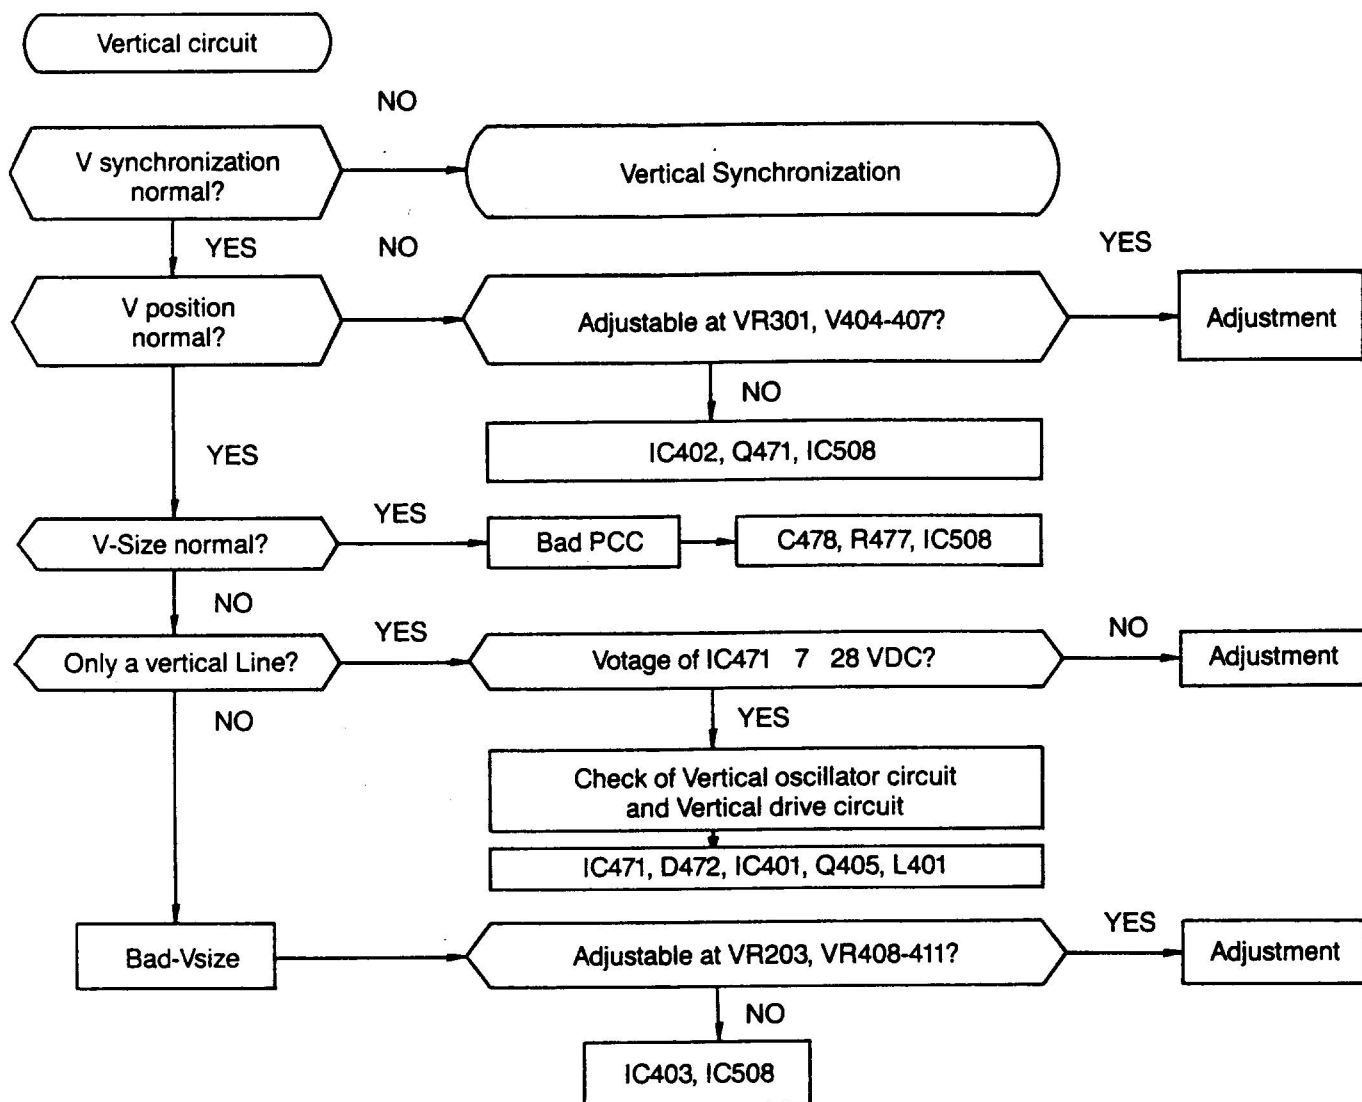 Vertical circuit
NO
V synchronization
normal?
Vertical Synchronization
YES
NO
YES
V position
normal?
Adjustable at VR301, V404-407?
Adjustment
NO
IC402, Q471, IC508
YES
YES
V-Size normal?
Bad PCC
C478, R477, IC508
NO
YES
NO
Only a vertical Line?
Votage of IC471 7 28 VDC?
Adjustment
NO
YES
Check of Vertical oscillator circuit
and Vertical drive circuit
IC471, D472, IC401, Q405, L401
YES
Bad-Vsize
Adjustable at VR203, VR408-411?
Adjustment
NO
IC403, IC508